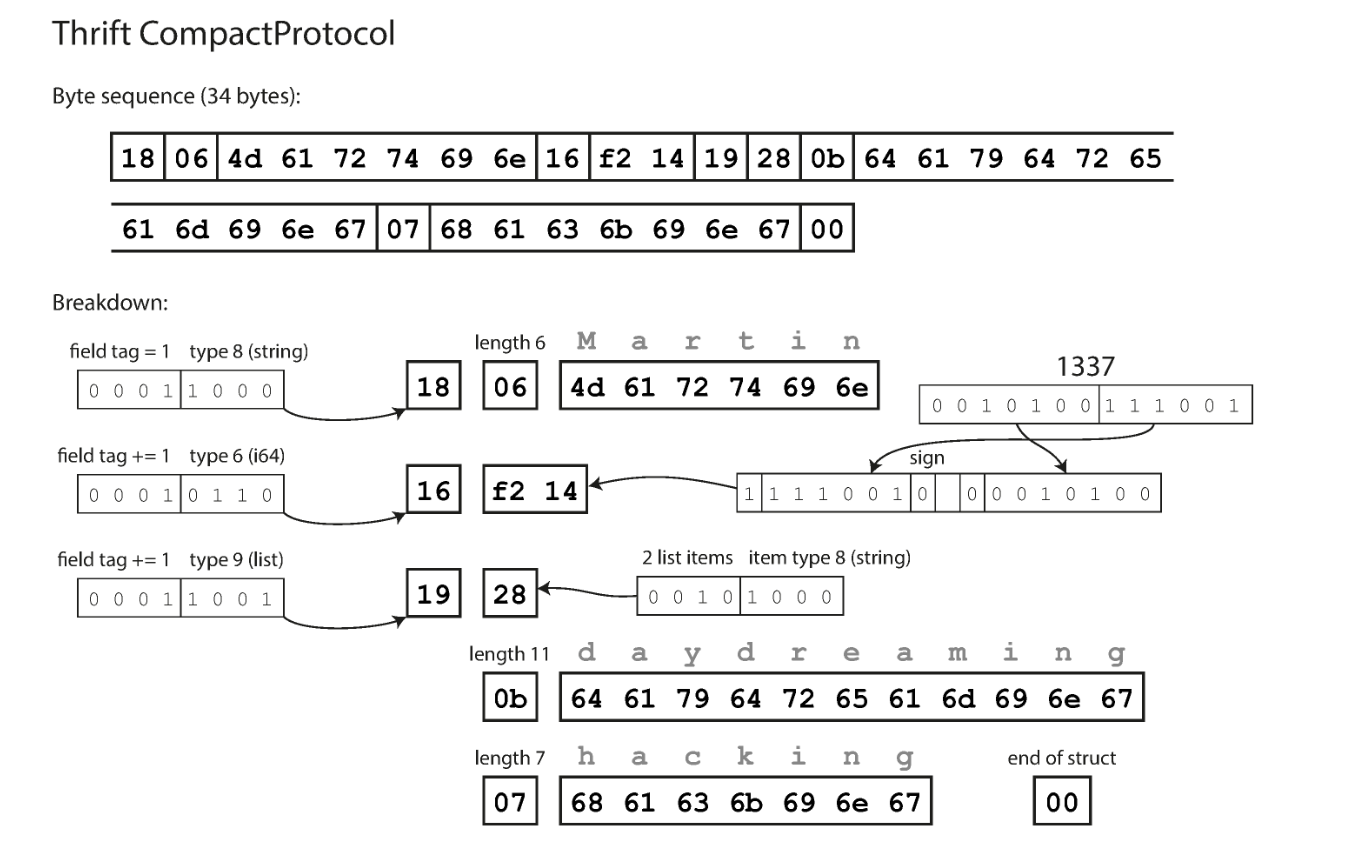 Thrift CompactProtocol
Byte sequence (34 bytes):
18 06 4d 61 72 74 69 6e 16 f2 14 19 28 0b 64 61 79 64 72 65
61 6d 69 6e 67 07 68 61 63 6b 69 6e 67 00
Breakdown:
field tag = 1 type 8 (string)
0 0 0 1 1 0 0 0
18
length 6
06
M a r t i n
4d 61 72 74 69 6e
1337
0 0 1 0 1 0 0 1 1 1 0 0 1
field tag += 1 type 6 (i64)
0 0 0 1 0 1 1 0
16
f2 14
sign
1 1 1 1 0 0 1 0 0 0 0 1 0 1 0 0
field tag += 1 type 9 (list)
0 0 0 1 1 0 0 1
19
28
2 list items item type 8 (string)
0 0 1 0 1 0 0 0
length 11
0b
d a y d r e a m i n g
64 61 79 64 72 65 61 6d 69 6e 67
length 7
07
h a c k i n g
68 61 63 6b 69 6e 67
end of struct
00